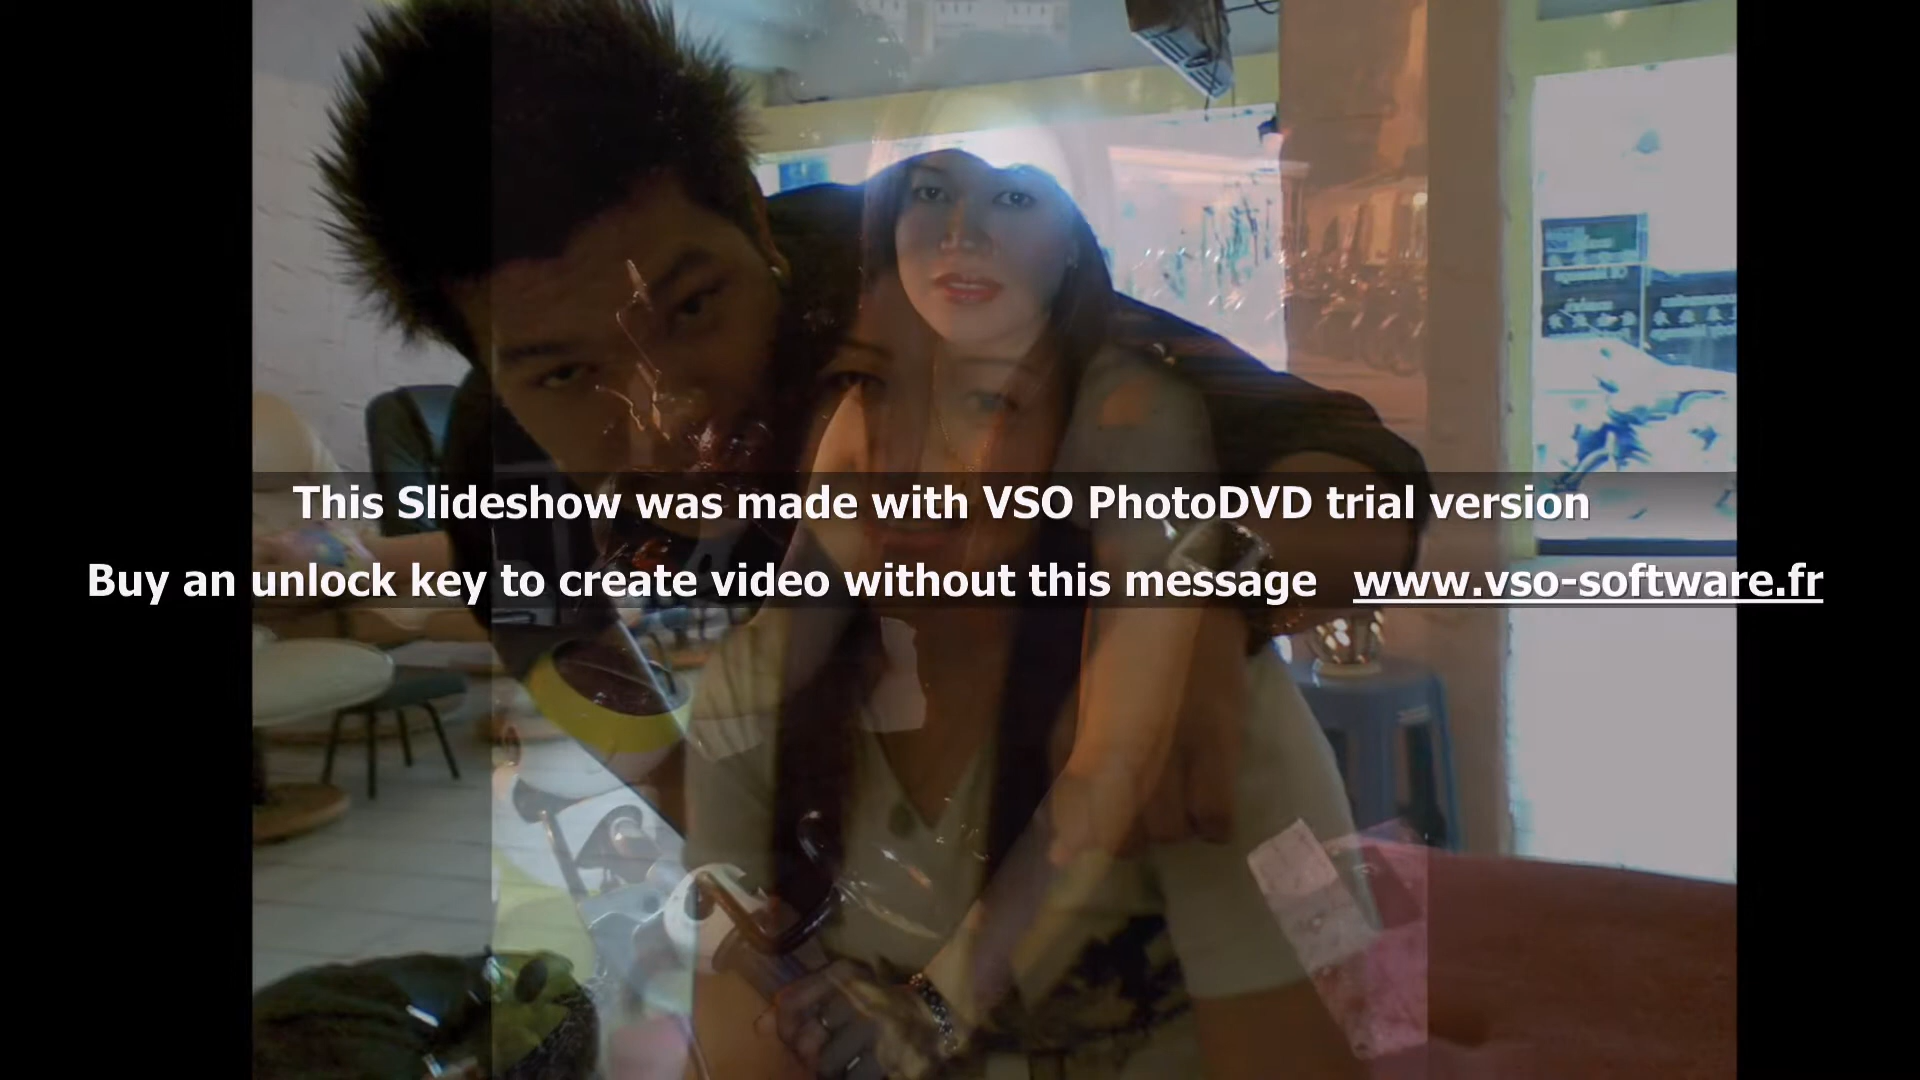 This Slideshow was made with VSO PhotoDVD trial version
Buy an unlock key to create video without this message www.vso-software.fr